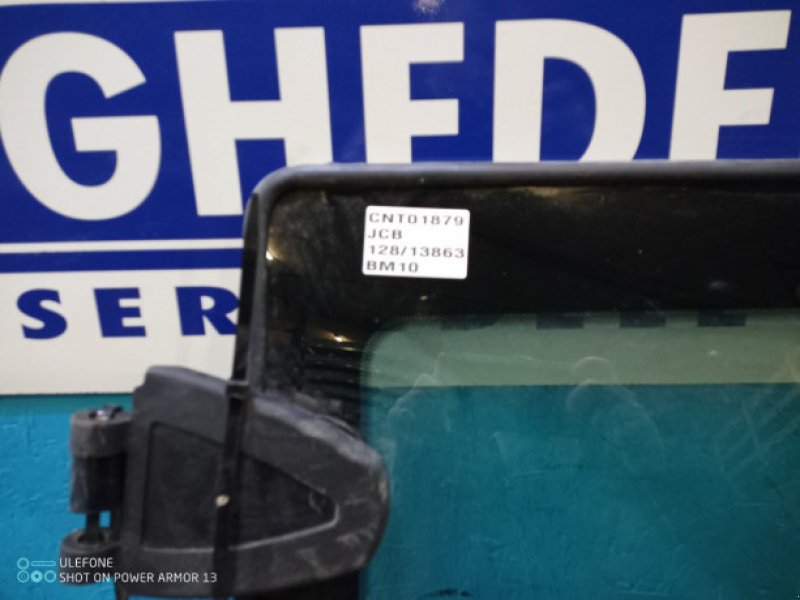 GHEDE
SER
CNT01879
JCB
128/13863
BM10
ULEFONE
SHOT ON POWER ARMOR 13